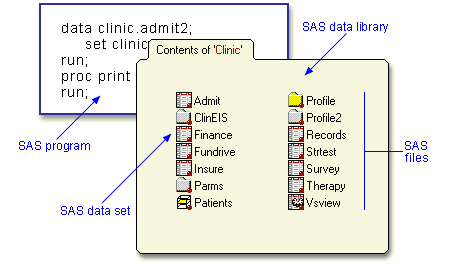 data clinic.admit2;
set clinic
run;
proc print
run;
SAS data library
Contents of 'Clinic'
Admit
ClinEIS
Finance
Fundrive
Insure
Parms
Patients
Profile
Profile2
Records
Strtest
Survey
Therapy
Vsview
SAS program
SAS data set
SAS
files